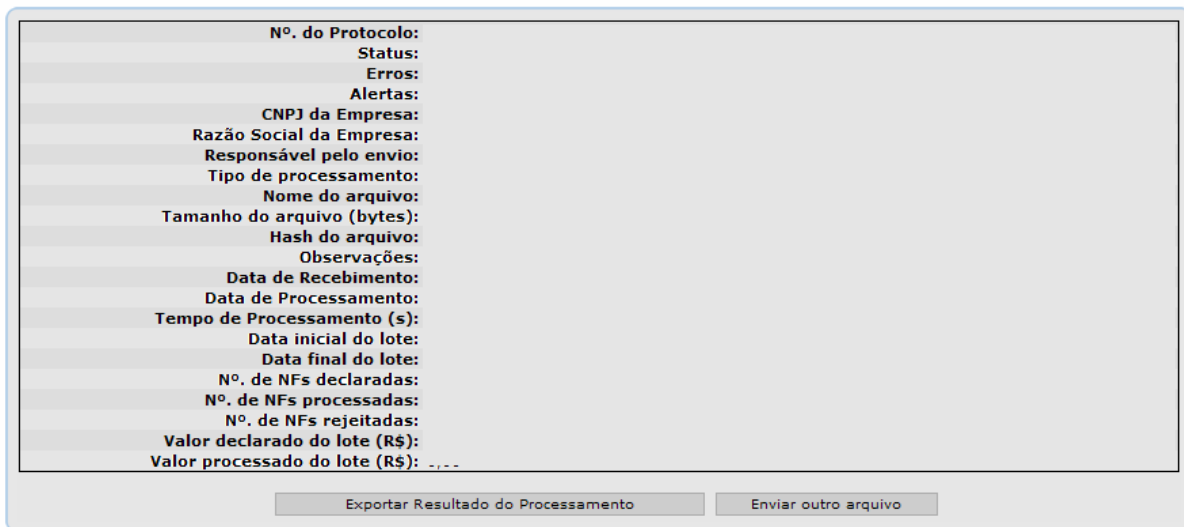 Nº. do Protocolo:
Status:
Erros:
Alertas:
CNPJ da Empresa:
Razão Social da Empresa:
Responsável pelo envio:
Tipo de processamento:
Nome do arquivo:
Tamanho do arquivo (bytes):
Hash do arquivo:
Observações:
Data de Recebimento:
Data de Processamento:
Tempo de Processamento (s):
Data inicial do lote:
Data final do lote:
Nº. de NFs declaradas:
Nº. de NFs processadas:
Nº. de NFs rejeitadas:
Valor declarado do lote (R$):
Valor processado do lote (R$):
Exportar Resultado do Processamento Enviar outro arquivo